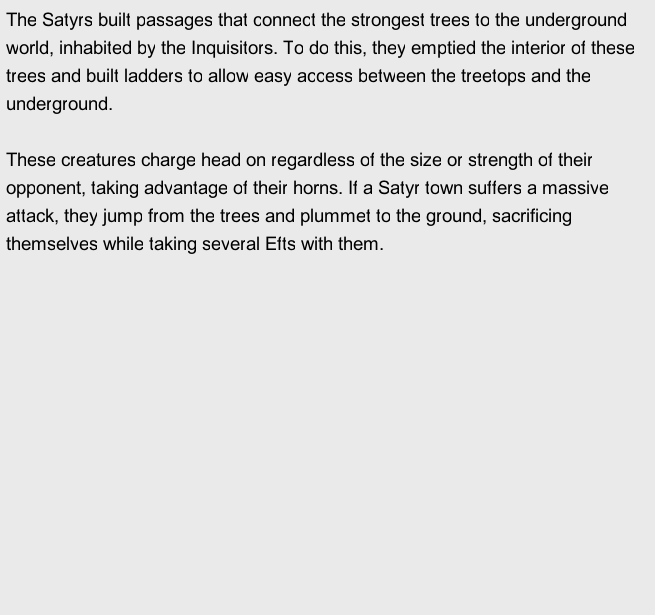 The Satyrs built passages that connect the strongest trees to the underground
world, inhabited by the Inquisitors. To do this, they emptied the interior of these
trees and built ladders to allow easy access between the treetops and the
underground.
These creatures charge head on regardless of the size or strength of their
opponent, taking advantage of their horns. If a Satyr town suffers a massive
attack, they jump from the trees and plummet to the ground, sacrificing
themselves while taking several Efts with them.